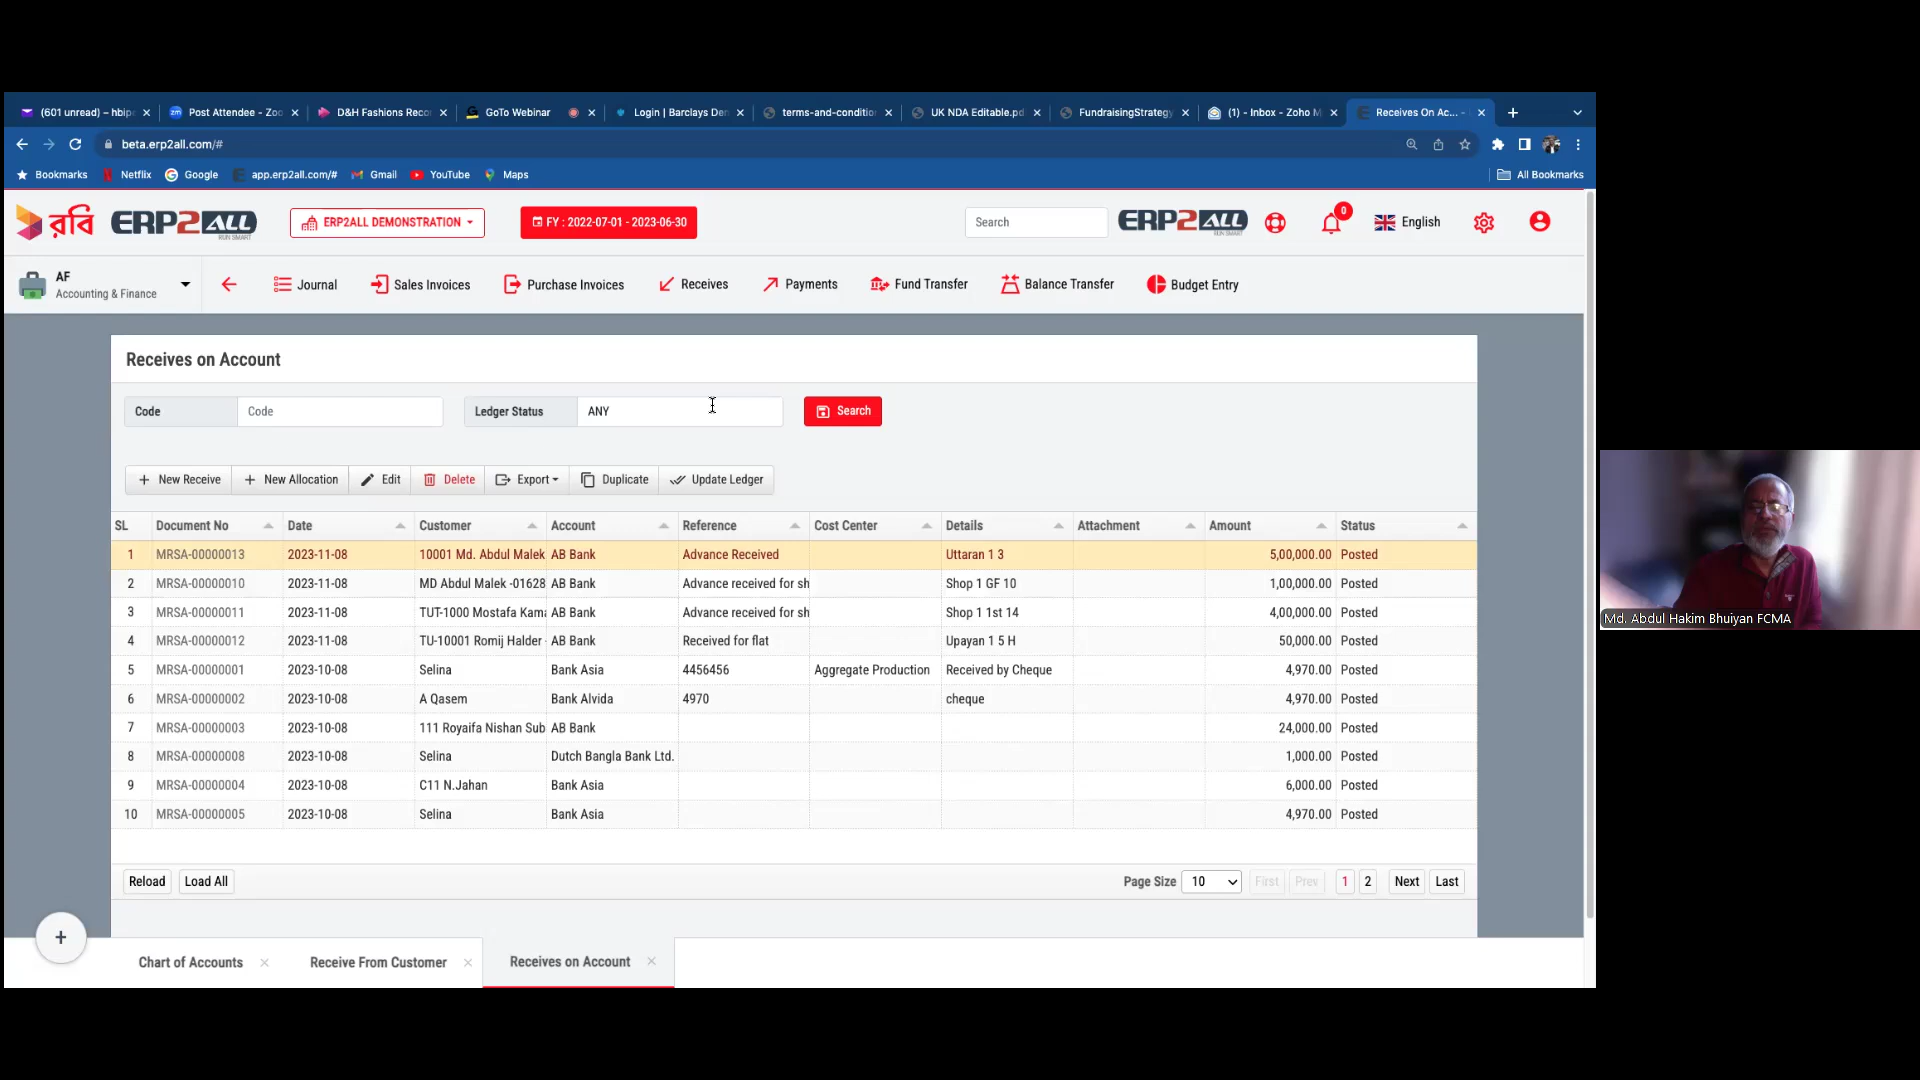 (601 unread) – hbip
Post Attendee - Zoo
D&H Fashions Reco
GoTo Webinar
Login | Barclays De
terms-and-conditio
UK NDA Editable.pd
FundraisingStrategy
(1) - Inbox - Zoho M
Receives On Ac... -
beta.erp2all.com/#
Bookmarks
Netflix
Google
app.erp2all.com/#
Gmail
YouTube
Maps
All Bookmarks
রবি
ERP2ALL
RUN SMART
ERP2ALL DEMONSTRATION
FY : 2022-07-01 - 2023-06-30
Search
ERP2ALL
RUN SMART
0
English
AF
Accounting & Finance
Journal
Sales Invoices
Purchase Invoices
Receives
Payments
Fund Transfer
Balance Transfer
Budget Entry
Receives on Account
Code
Code
Ledger Status
ANY
Search
New Receive
New Allocation
Edit
Delete
Export
Duplicate
Update Ledger
SL Document No Date Customer Account Reference Cost Center Details Attachment Amount Status
1 MRSA-00000013 2023-11-08 10001 Md. Abdul Malek AB Bank Advance Received Uttaran 1 3 5,00,000.00 Posted
2 MRSA-00000010 2023-11-08 MD Abdul Malek -01628 AB Bank Advance received for sh Shop 1 GF 10 1,00,000.00 Posted
3 MRSA-00000011 2023-11-08 TUT-1000 Mostafa Kama AB Bank Advance received for sh Shop 1 1st 14 4,00,000.00 Posted
4 MRSA-00000012 2023-11-08 TU-10001 Romij Halder - AB Bank Received for flat Upayan 1 5 H 50,000.00 Posted
5 MRSA-00000001 2023-10-08 Selina Bank Asia 4456456 Aggregate Production Received by Cheque 4,970.00 Posted
6 MRSA-00000002 2023-10-08 A Qasem Bank Alvida 4970 cheque 4,970.00 Posted
7 MRSA-00000003 2023-10-08 111 Royaifa Nishan Sub AB Bank 24,000.00 Posted
8 MRSA-00000008 2023-10-08 Selina Dutch Bangla Bank Ltd. 1,000.00 Posted
9 MRSA-00000004 2023-10-08 C11 N.Jahan Bank Asia 6,000.00 Posted
10 MRSA-00000005 2023-10-08 Selina Bank Asia 4,970.00 Posted
Reload
Load All
Page Size 10 First Prev 1 2 Next Last
Chart of Accounts
Receive From Customer
Receives on Account
Md. Abdul Hakim Bhuiyan FCMA